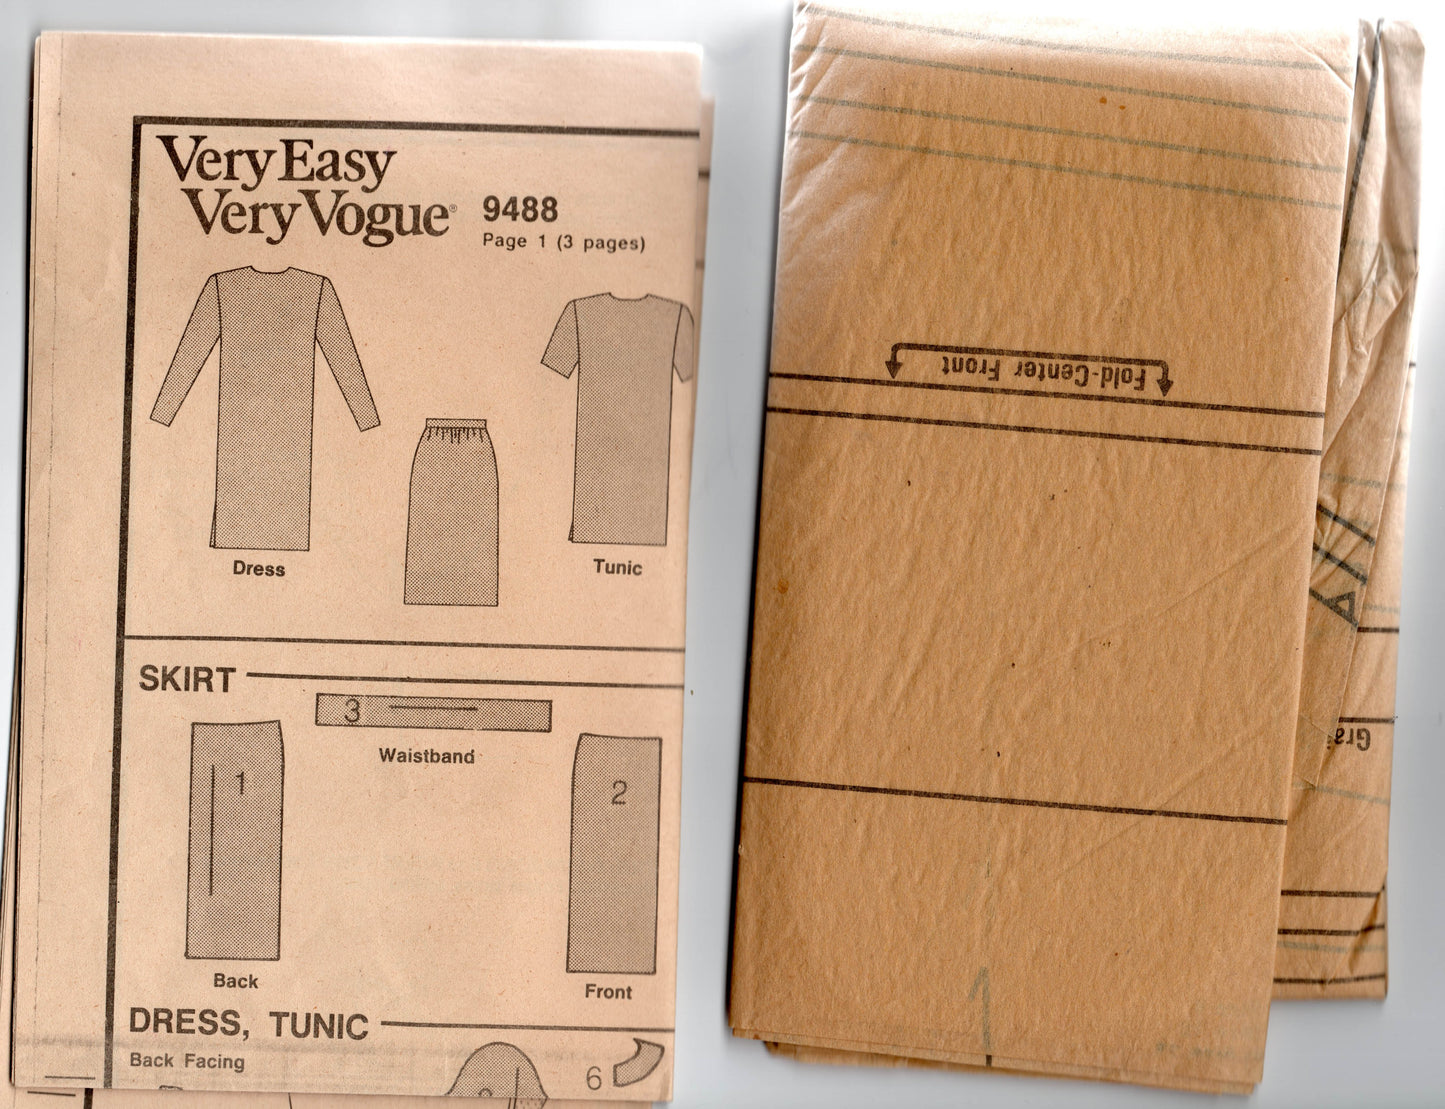 Very Easy
Very Vogue®
9488
Page 1 (3 pages)
Dress
Tunic
SKIRT
3
Waistband
1
2
Back
Front
DRESS, TUNIC
Back Facing
6
Fold-Center Front
1